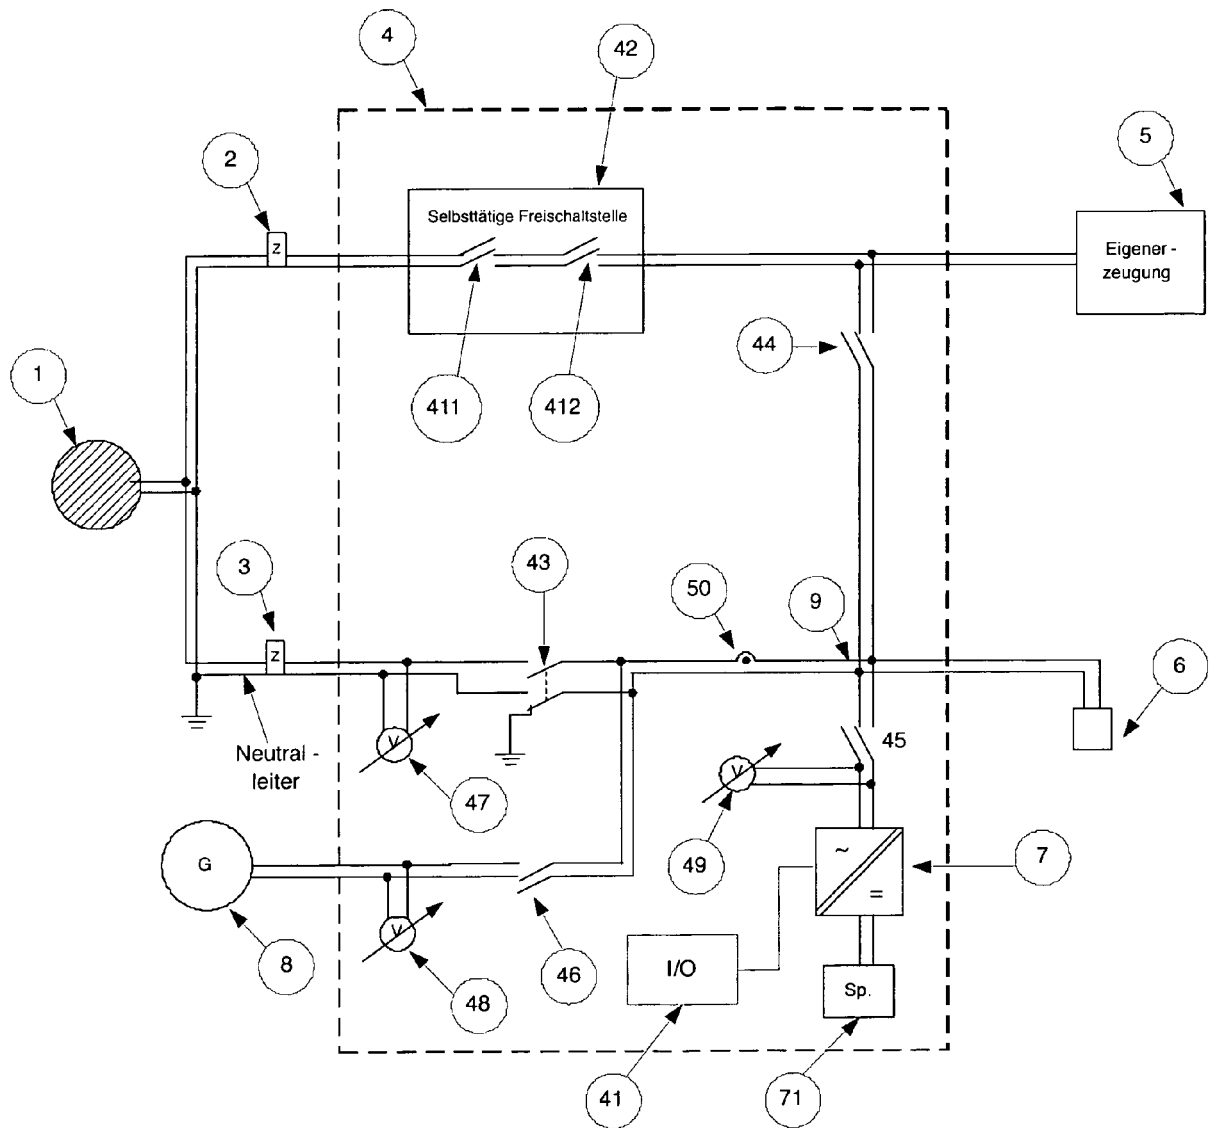 4
42
2
5
Selbsttätige Freischaltstelle
z
Eigener -
zeugung
44
1
411
412
3
43
50
9
6
z
Neutral -
leiter
V
45
V
47
49
7
8
G
~
=
V
48
46
I/O
Sp.
41
71